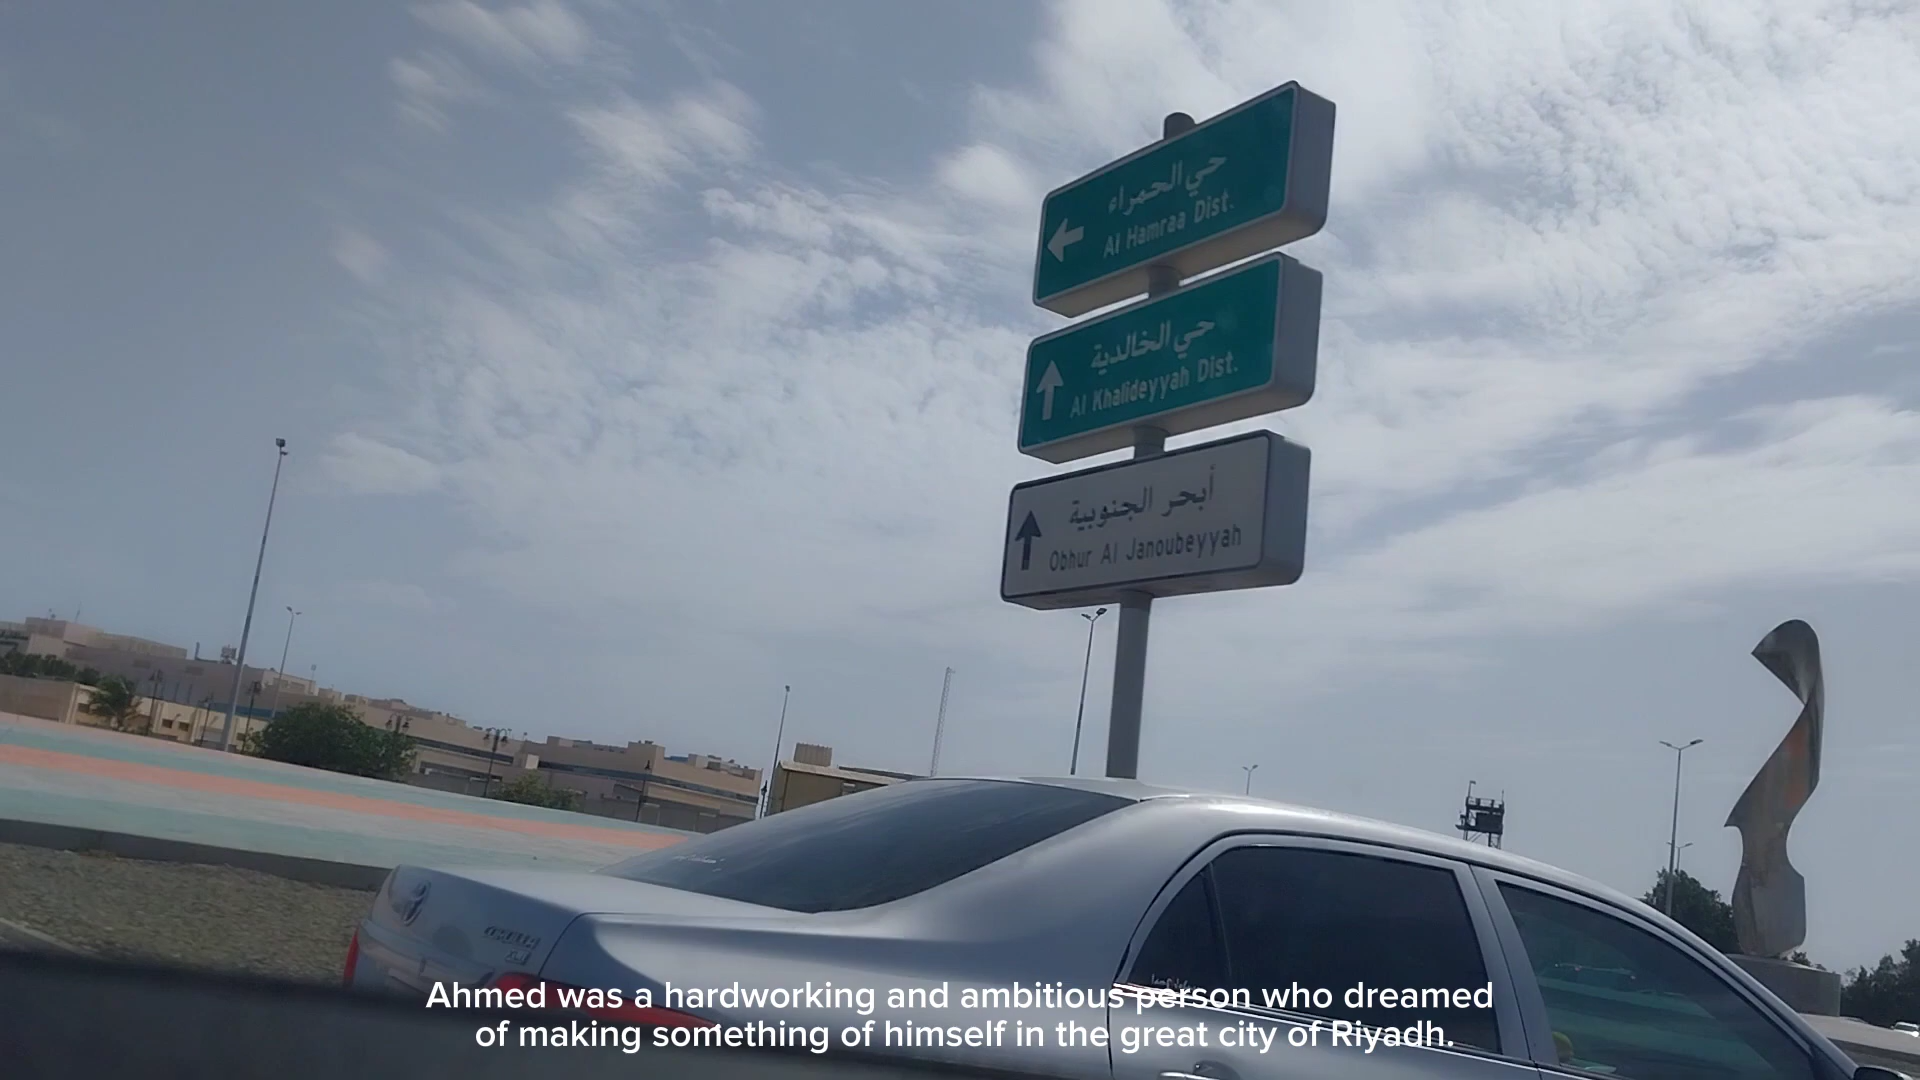 حي الحمراء
Al Hamraa Dist.
حي الخالدية
Al Khalideyyah Dist.
أبحر الجنوبية
Obhur Al Janoubeyyah
COROLLA
Ahmed was a hardworking and ambitious person who dreamed
of making something of himself in the great city of Riyadh.